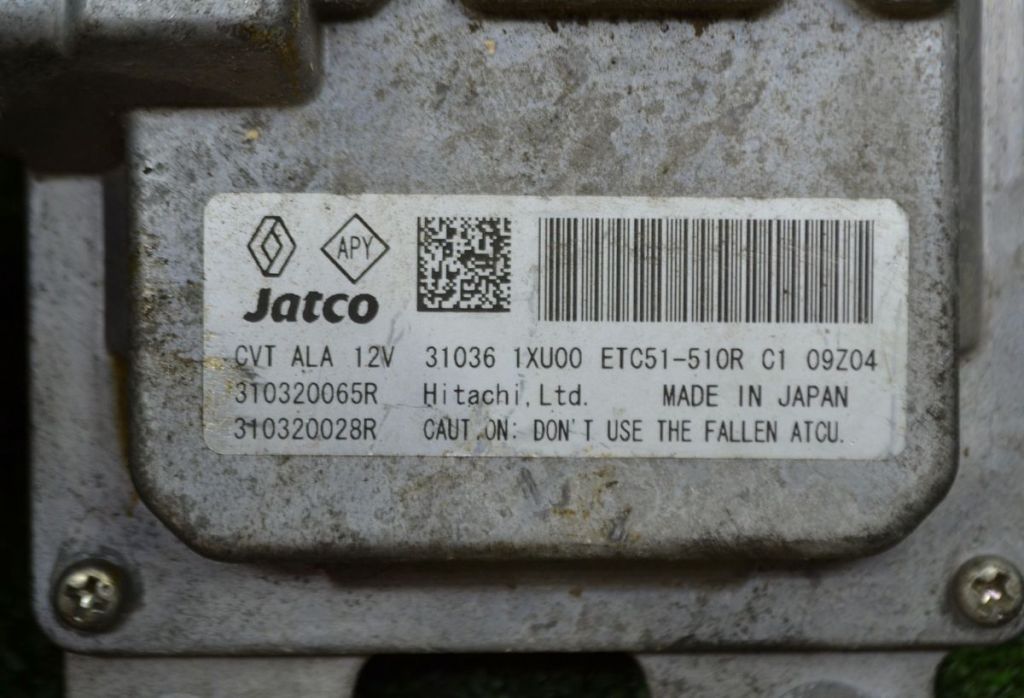 APY
Jatco
CVT ALA 12V 31036 1XU00 ETC51-510R C1 09Z04
310320065R Hitachi,Ltd. MADE IN JAPAN
310320028R CAUT ON: DON'T USE THE FALLEN ATCU.